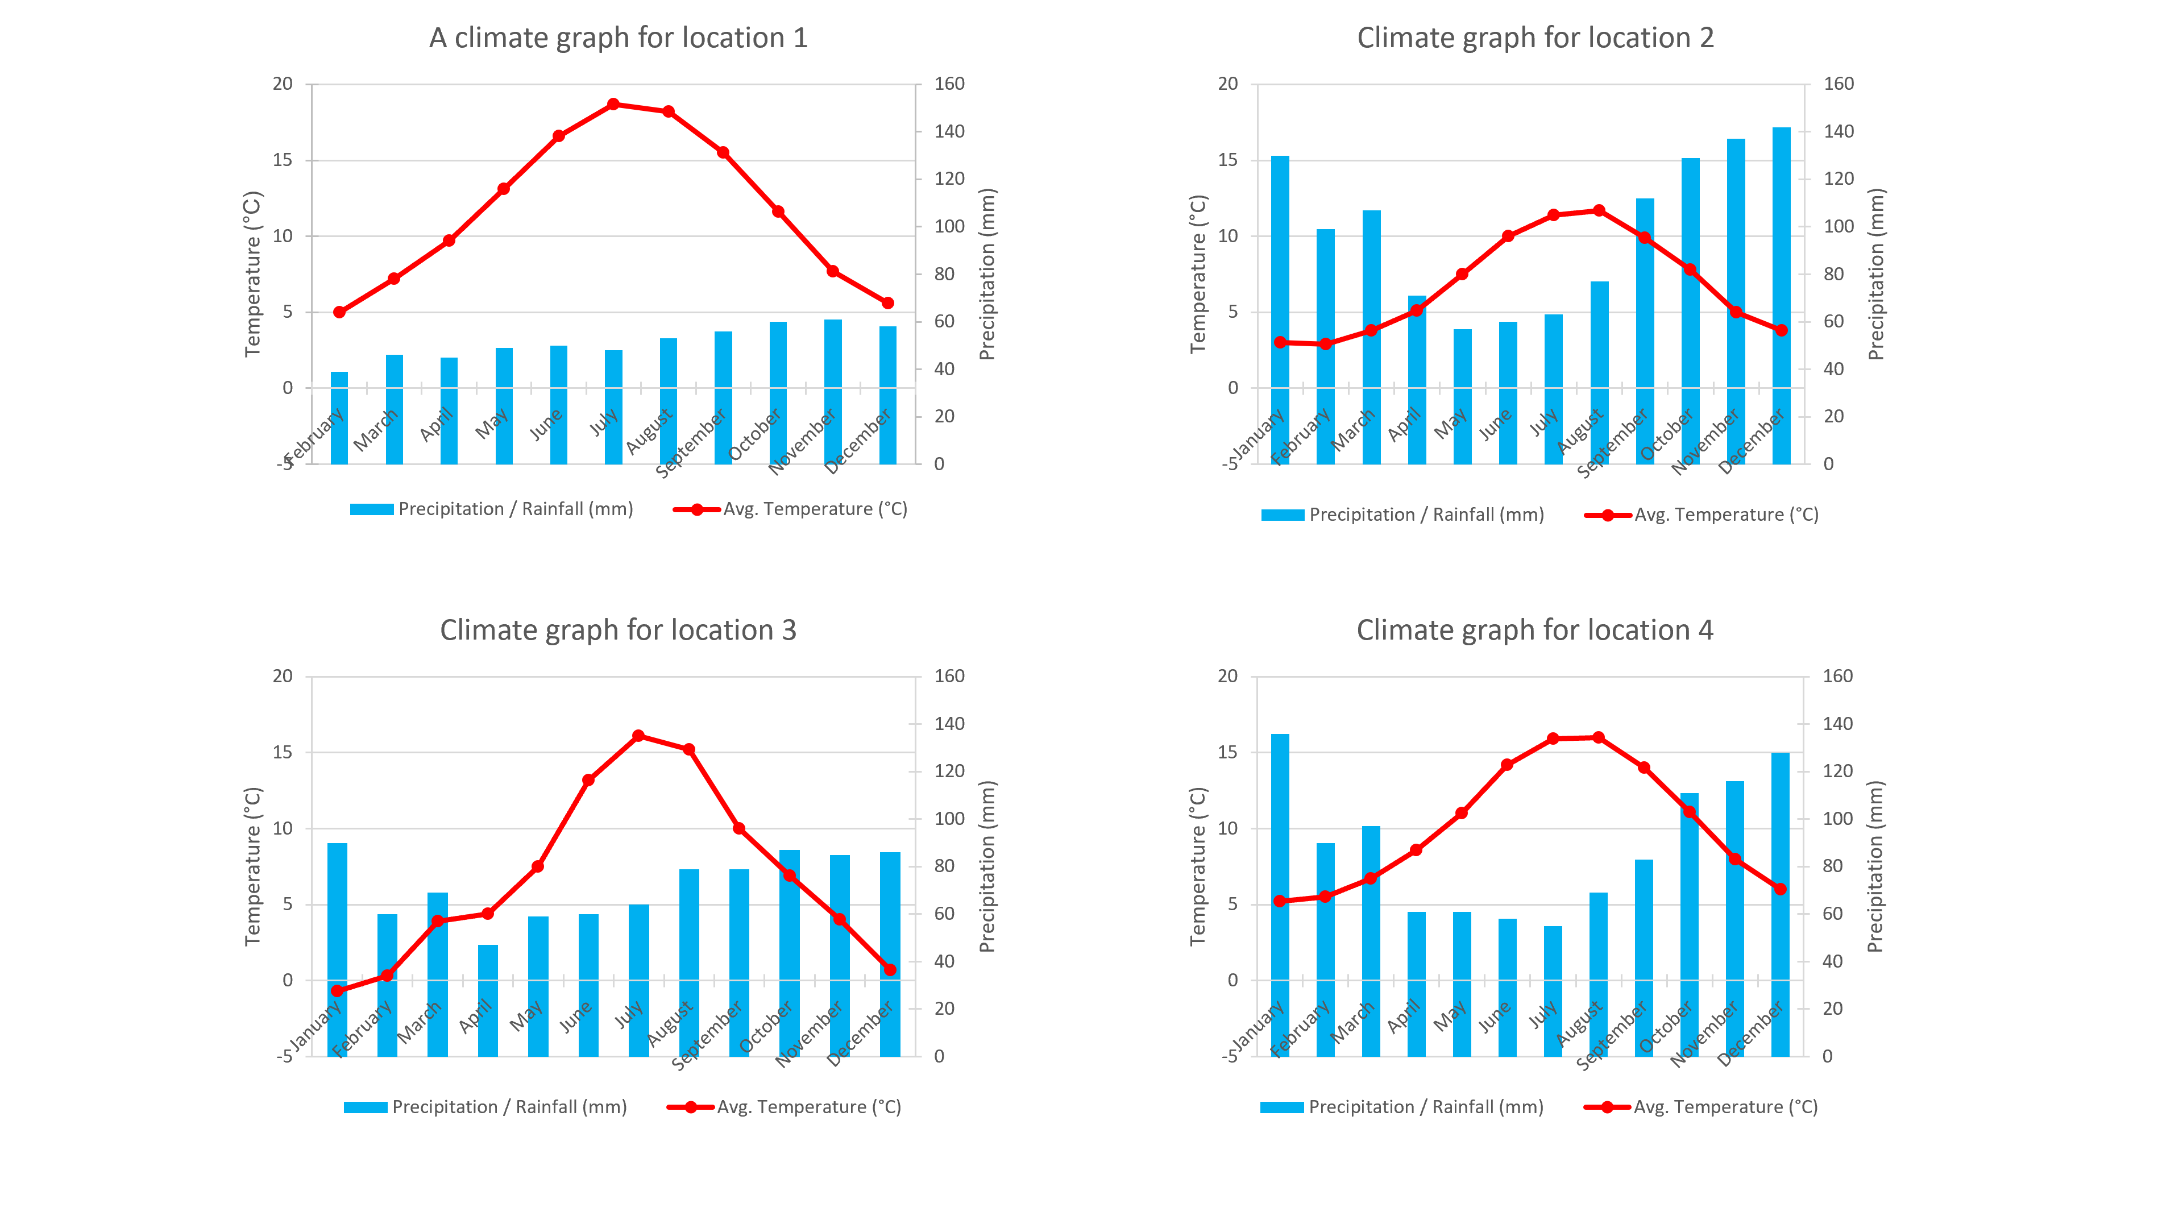 A climate graph for location 1
20
15
10
5
0
-5
Temperature (°C)
160
140
120
100
80
60
40
20
0
Precipitation (mm)
February
March
April
May
June
July
August
September
October
November
December
Precipitation / Rainfall (mm)
Avg. Temperature (°C)
Climate graph for location 2
20
15
10
5
0
-5
Temperature (°C)
160
140
120
100
80
60
40
20
0
Precipitation (mm)
January
February
March
April
May
June
July
August
September
October
November
December
Precipitation / Rainfall (mm)
Avg. Temperature (°C)
Climate graph for location 3
20
15
10
5
0
-5
Temperature (°C)
160
140
120
100
80
60
40
20
0
Precipitation (mm)
January
February
March
April
May
June
July
August
September
October
November
December
Precipitation / Rainfall (mm)
Avg. Temperature (°C)
Climate graph for location 4
20
15
10
5
0
-5
Temperature (°C)
160
140
120
100
80
60
40
20
0
Precipitation (mm)
January
February
March
April
May
June
July
August
September
October
November
December
Precipitation / Rainfall (mm)
Avg. Temperature (°C)